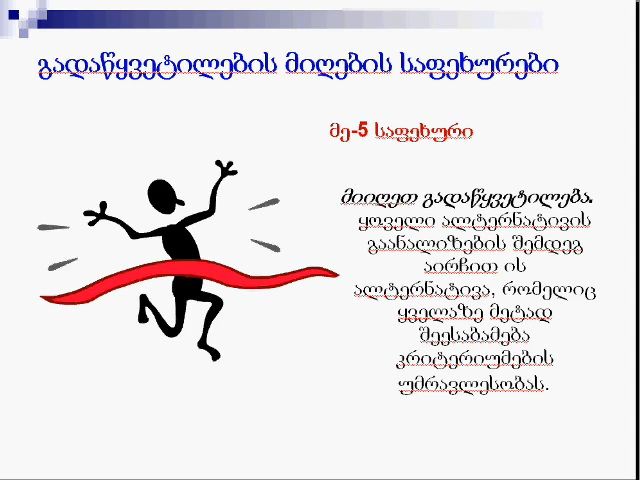 გადაწყვეტილების მიღების საფეხურები
მე-5 საფეხური
მიიღეთ გადაწყვეტილება.
ყოველი ალტერნატივის
გაანალიზების შემდეგ
აირჩით ის
ალტერნატივა, რომელიც
ყველაზე მეტად
შეესაბამება
კრიტერიუმების
უმრავლესობას.